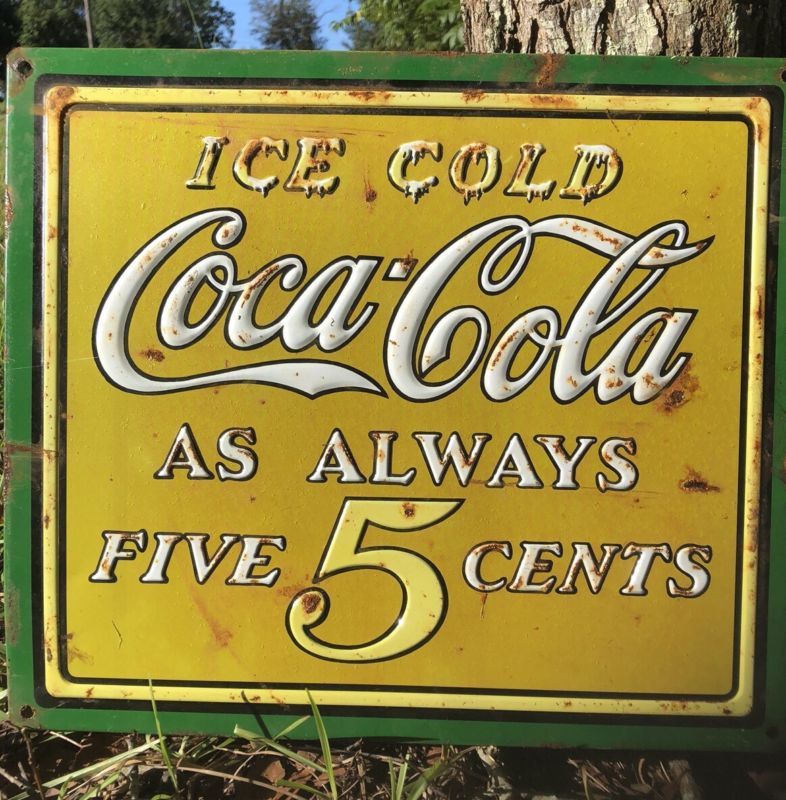 ICE COLD
Coca-Cola
AS ALWAYS
FIVE 5 CENTS